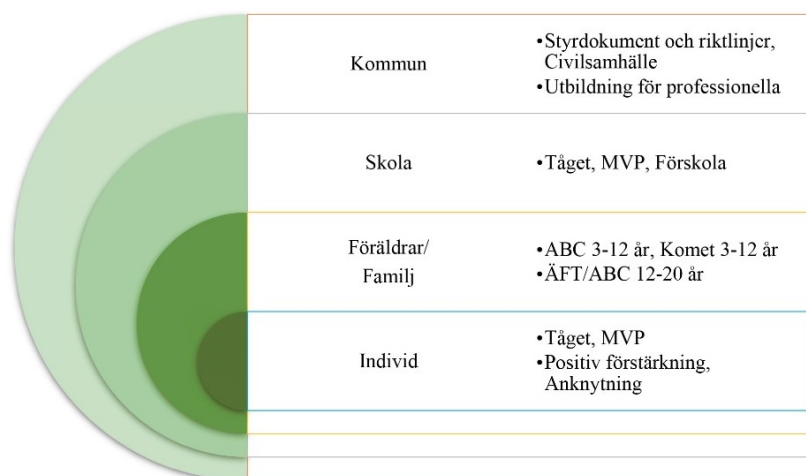 Kommun
•Styrdokument och riktlinjer,
Civilsamhälle
•Utbildning för professionella
Skola
•Tåget, MVP, Förskola
Föräldrar/
Familj
•ABC 3-12 år, Komet 3-12 år
•ÄFT/ABC 12-20 år
Individ
•Tåget, MVP
•Positiv förstärkning,
Anknytning